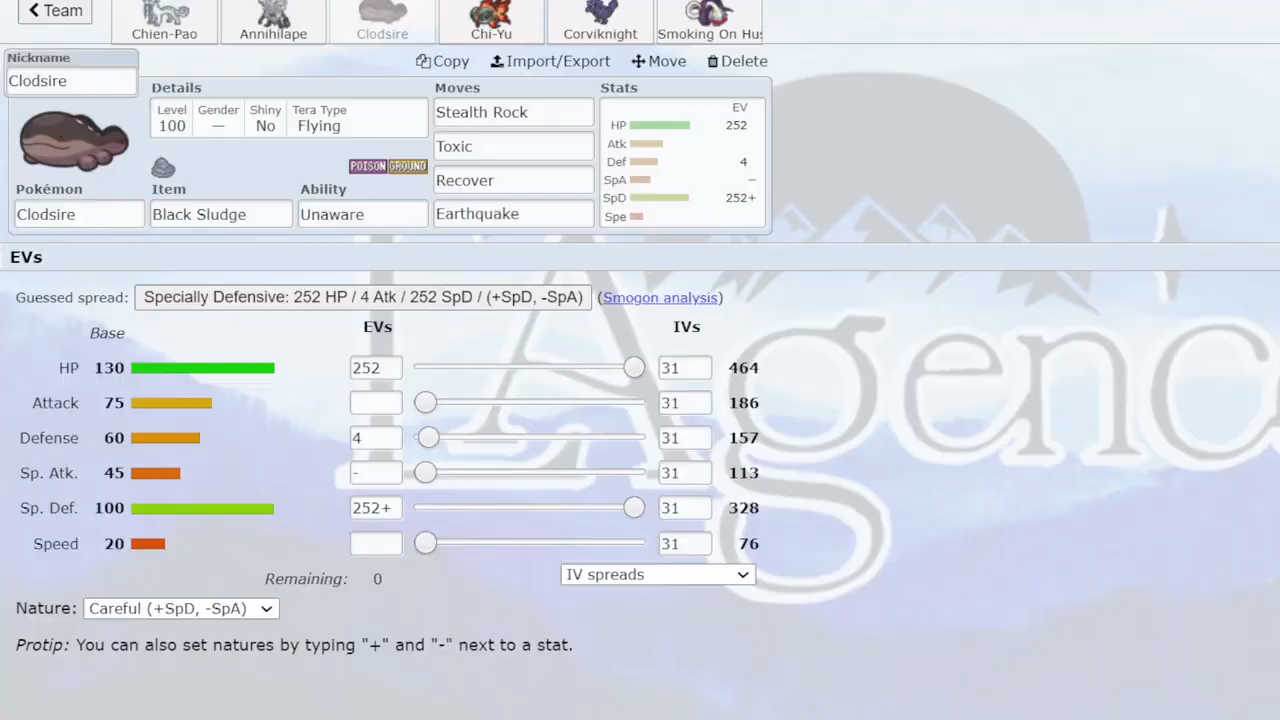 Team
Chien-Pao
Annihilape
Clodsire
Chi-Yu
Corviknight
Smoking On Hus
Copy
Import/Export
Move
Delete
Nickname
Clodsire
Details
Level
100
Gender
—
Shiny
No
Tera Type
Flying
POISON GROUND
Pokémon
Clodsire
Item
Black Sludge
Ability
Unaware
Moves
Stealth Rock
Toxic
Recover
Earthquake
Stats
EV
HP 252
Atk
Def 4
SpA –
SpD 252+
Spe
EVs
Guessed spread: Specially Defensive: 252 HP / 4 Atk / 252 SpD / (+SpD, -SpA) (Smogon analysis)
Base EVs IVs
HP 130 252 31 464
Attack 75 31 186
Defense 60 4 31 157
Sp. Atk. 45 - 31 113
Sp. Def. 100 252+ 31 328
Speed 20 31 76
Remaining: 0
IV spreads
Nature: Careful (+SpD, -SpA)
Protip: You can also set natures by typing "+" and "-" next to a stat.
Agenc